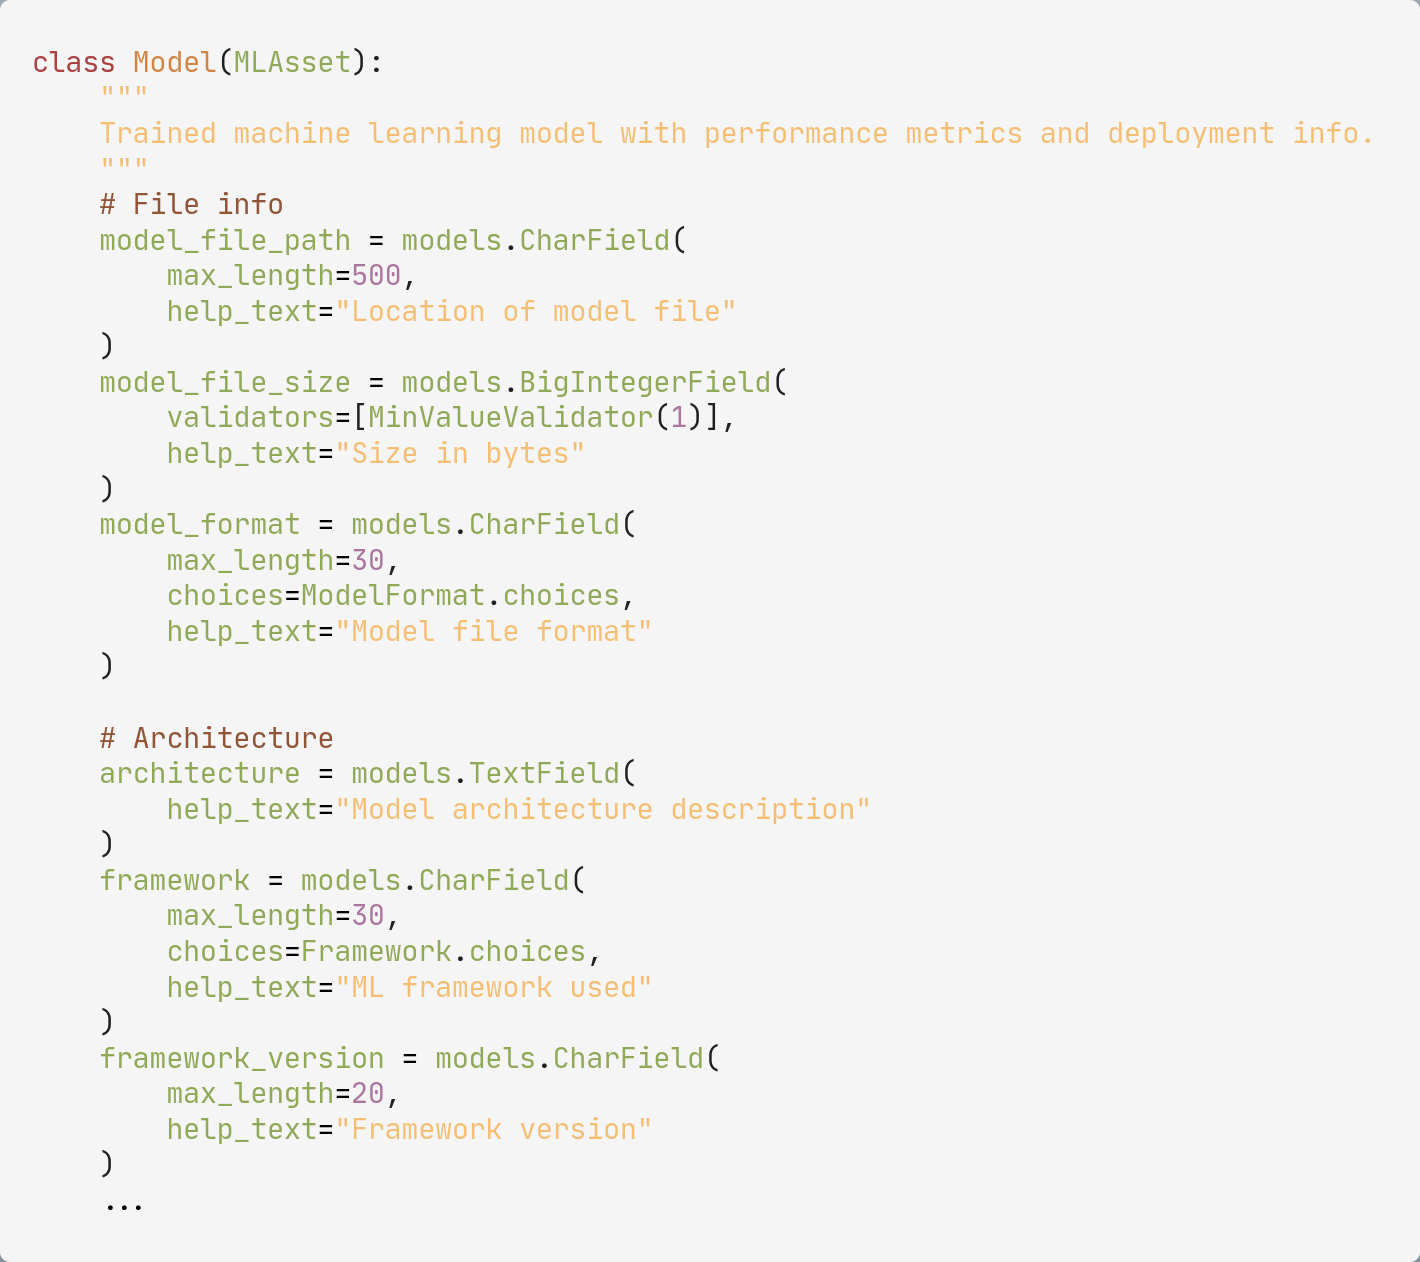 class Model(MLAsset):
    """
    Trained machine learning model with performance metrics and deployment info.
    """
    # File info
    model_file_path = models.CharField(
        max_length=500,
        help_text="Location of model file"
    )
    model_file_size = models.BigIntegerField(
        validators=[MinValueValidator(1)],
        help_text="Size in bytes"
    )
    model_format = models.CharField(
        max_length=30,
        choices=ModelFormat.choices,
        help_text="Model file format"
    )

    # Architecture
    architecture = models.TextField(
        help_text="Model architecture description"
    )
    framework = models.CharField(
        max_length=30,
        choices=Framework.choices,
        help_text="ML framework used"
    )
    framework_version = models.CharField(
        max_length=20,
        help_text="Framework version"
    )
    ...